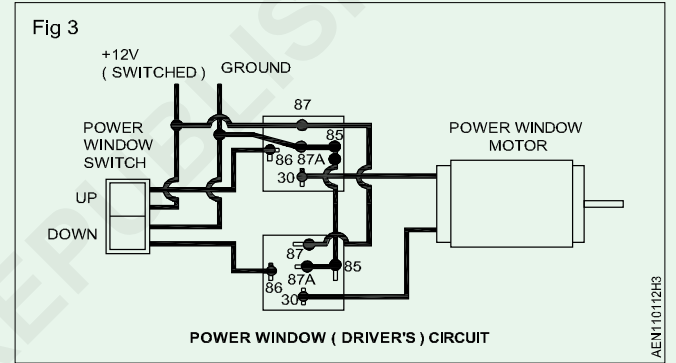 Fig 3
+12V
( SWITCHED )
GROUND
87
POWER
WINDOW
SWITCH
85
POWER WINDOW
MOTOR
86
87A
30
UP
DOWN
87
85
87A
86
30
POWER WINDOW ( DRIVER'S ) CIRCUIT
AEN110112H3
REPUBLISH